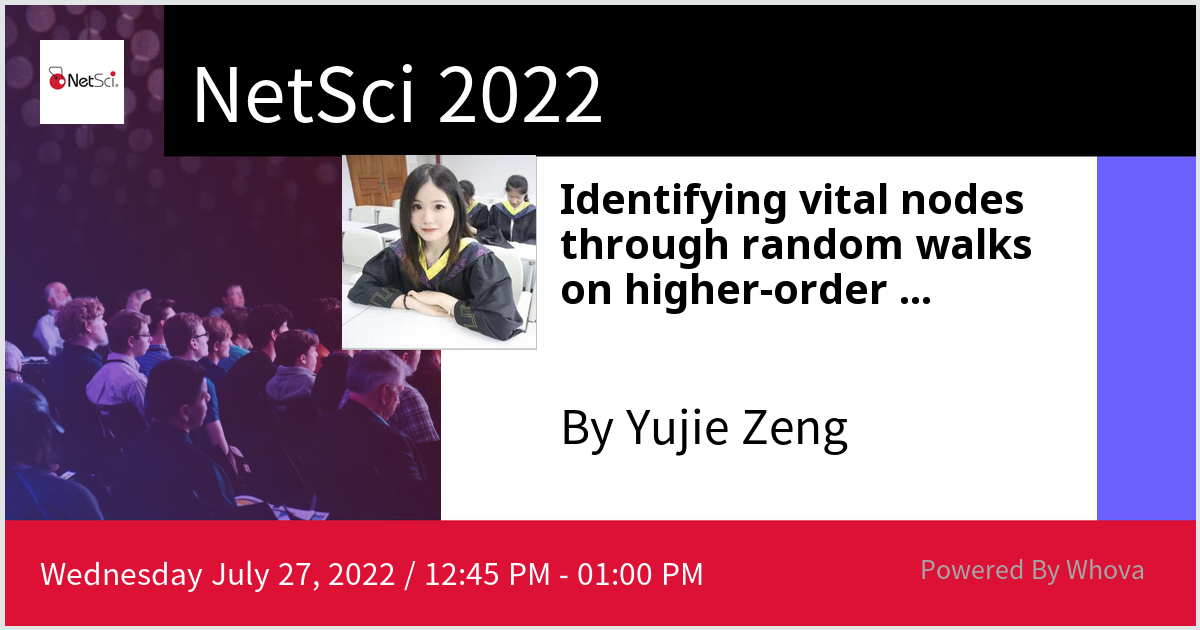 NetSci
NetSci 2022
Identifying vital nodes
through random walks
on higher-order ...
By Yujie Zeng
Wednesday July 27, 2022 / 12:45 PM - 01:00 PM
Powered By Whova